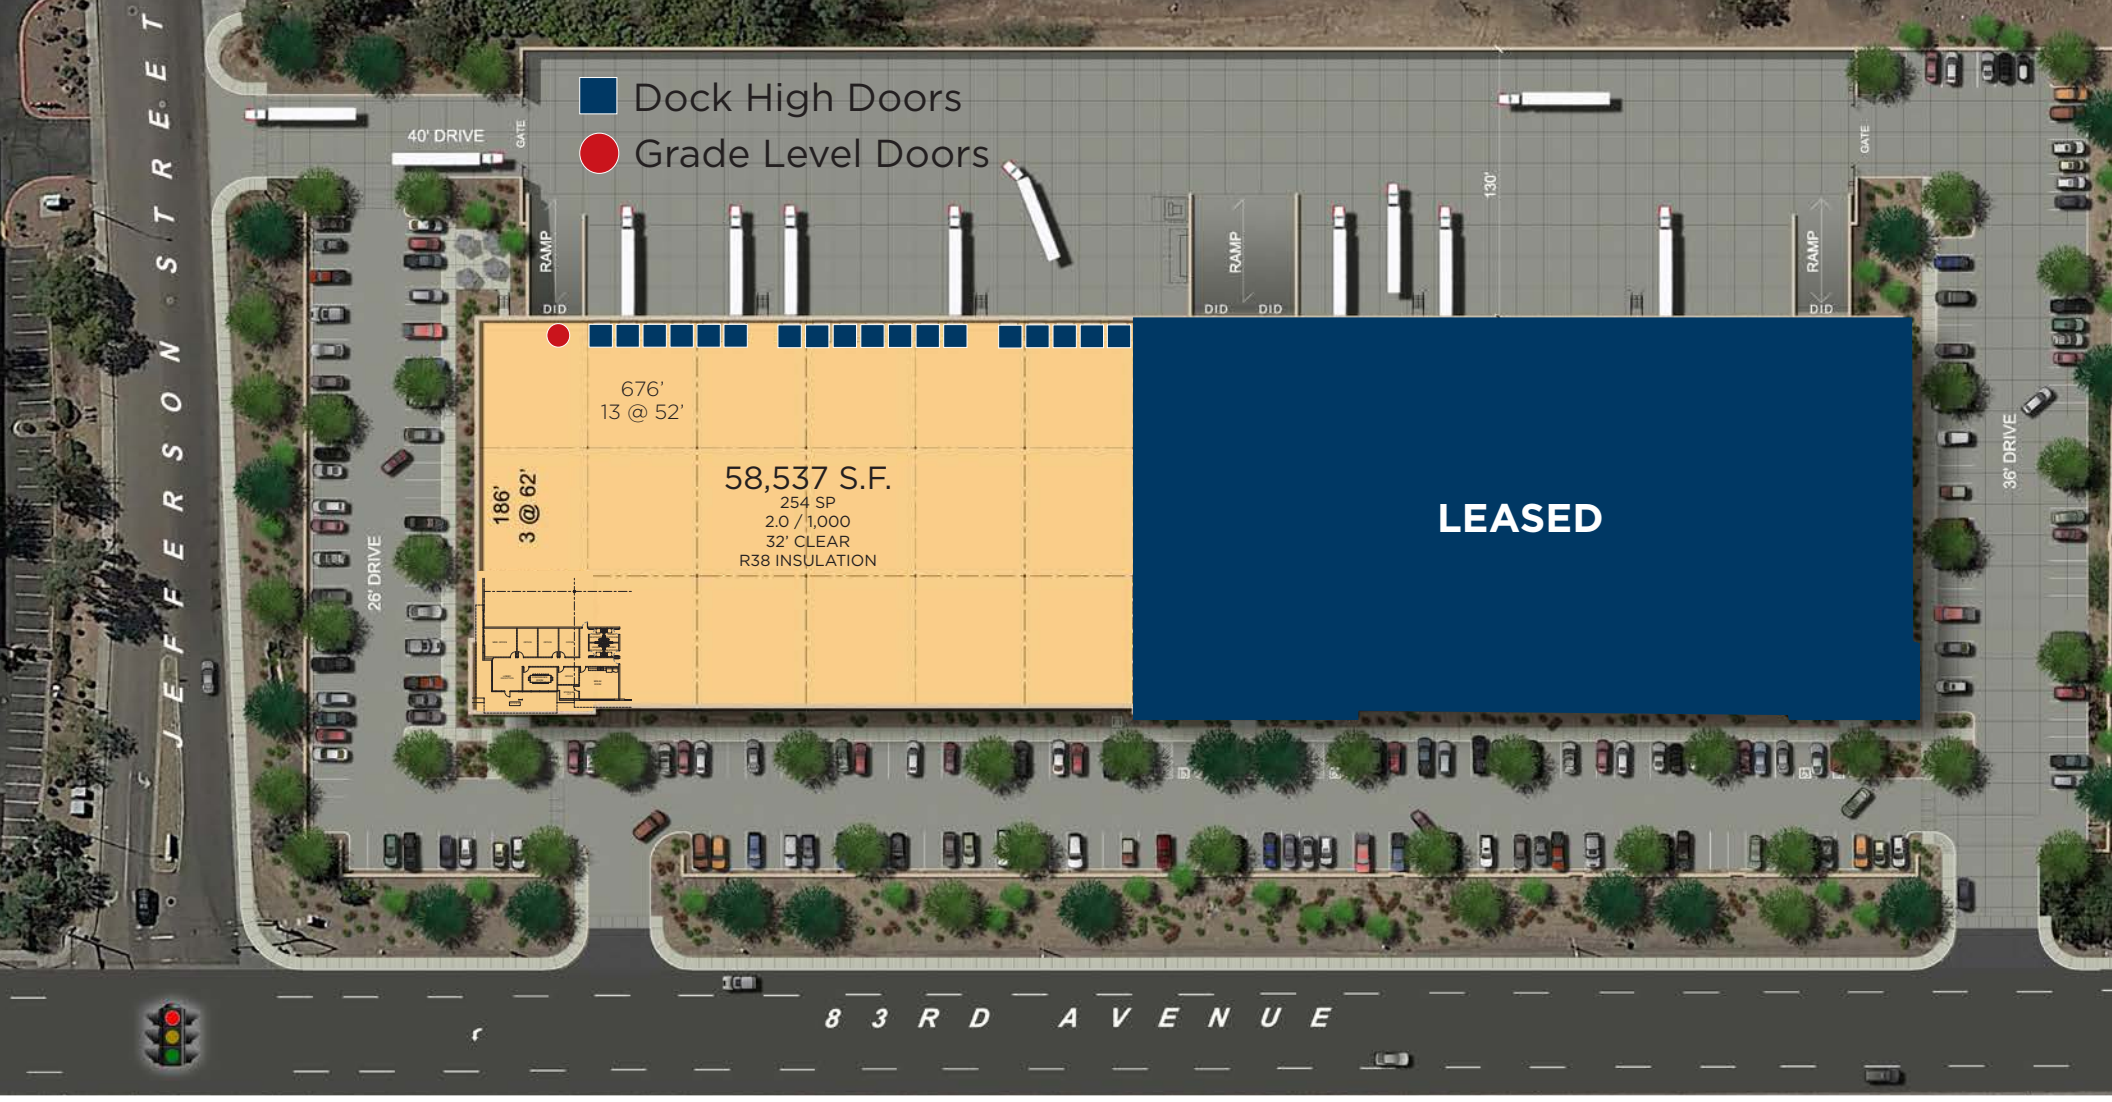 Dock High Doors
Grade Level Doors
40' DRIVE
GATE
GATE
130'
RAMP
RAMP
RAMP
DID
DID
DID
DID
676'
13 @ 52'
186'
3 @ 62'
58,537 S.F.
254 SP
2.0 / 1,000
32' CLEAR
R38 INSULATION
LEASED
26' DRIVE
36' DRIVE
JEFFERSON STREET
83RD AVENUE